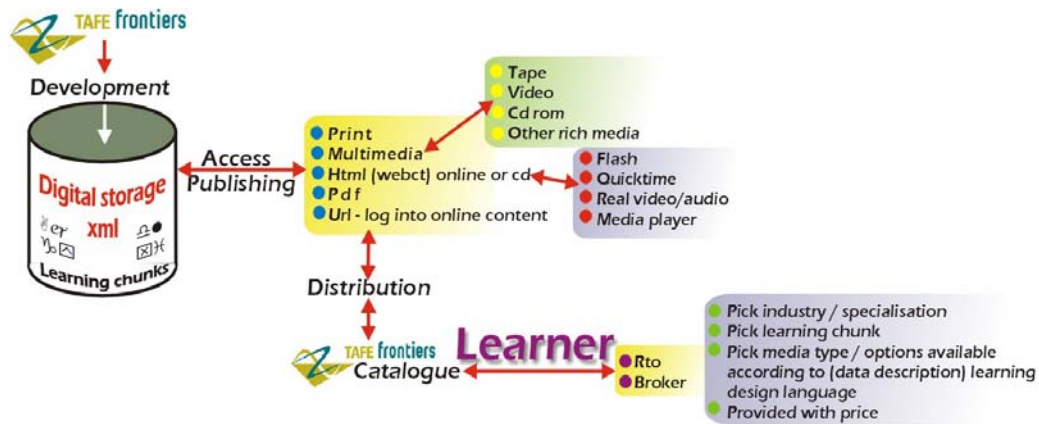 TAFE frontiers
Development
Digital storage
xml
Learning chunks
Access
Publishing
Print
Multimedia
Html (webct) online or cd
Pdf
Url - log into online content
Tape
Video
Cd rom
Other rich media
Flash
Quicktime
Real video/audio
Media player
Distribution
TAFE frontiers
Catalogue
Learner
Rto
Broker
Pick industry / specialisation
Pick learning chunk
Pick media type / options available
according to (data description) learning
design language
Provided with price